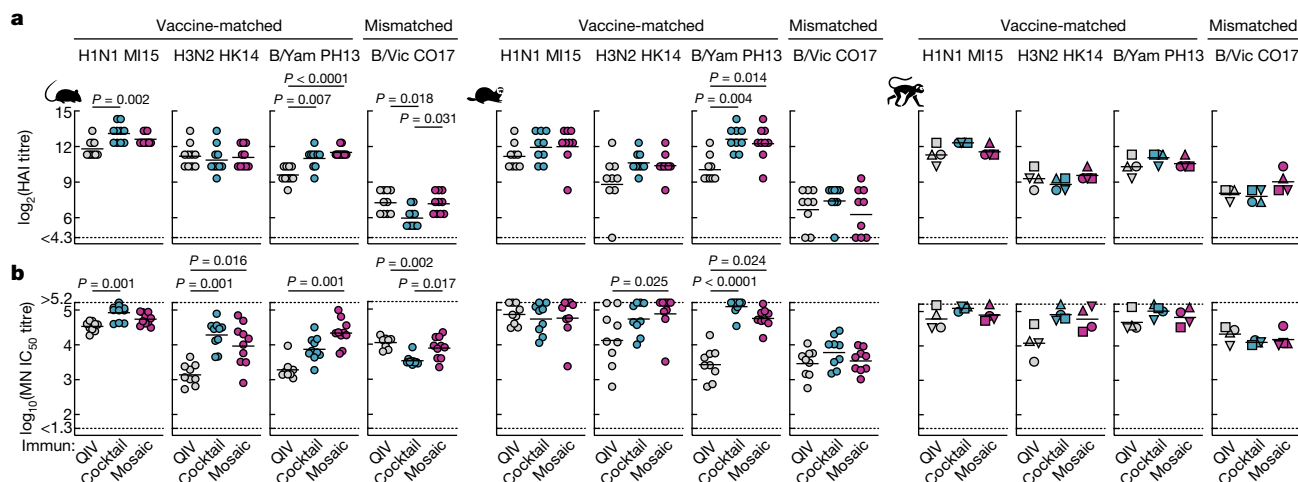 a
Vaccine-matched Mismatched Vaccine-matched Mismatched Vaccine-matched Mismatched
H1N1 MI15 H3N2 HK14 B/Yam PH13 B/Vic CO17 H1N1 MI15 H3N2 HK14 B/Yam PH13 B/Vic CO17 H1N1 MI15 H3N2 HK14 B/Yam PH13 B/Vic CO17
P < 0.0001 P = 0.014
P = 0.002 P = 0.007 P = 0.018 P = 0.004
P = 0.031
log2(HAI titre)
15
12
9
6
<4.3
b
P = 0.016 P = 0.002 P = 0.024
P = 0.001 P = 0.001 P = 0.001 P = 0.017 P = 0.025 P < 0.0001
log10(MN IC50 titre)
>5.2
5
4
3
2
<1.3
Immun: QIV Cocktail Mosaic QIV Cocktail Mosaic QIV Cocktail Mosaic QIV Cocktail Mosaic QIV Cocktail Mosaic QIV Cocktail Mosaic QIV Cocktail Mosaic QIV Cocktail Mosaic QIV Cocktail Mosaic QIV Cocktail Mosaic QIV Cocktail Mosaic QIV Cocktail Mosaic